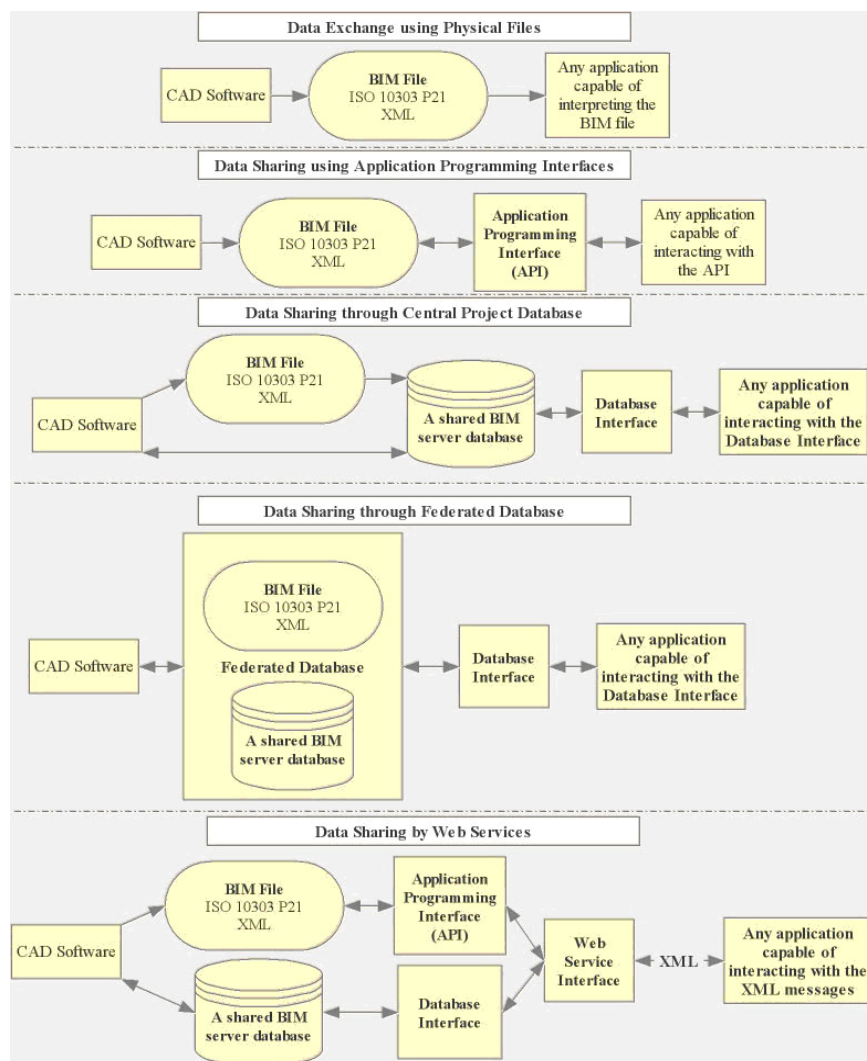 Data Exchange using Physical Files
CAD Software
BIM File
ISO 10303 P21
XML
Any application
capable of
interpreting the
BIM file
Data Sharing using Application Programming Interfaces
CAD Software
BIM File
ISO 10303 P21
XML
Application
Programming
Interface
(API)
Any application
capable of
interacting with
the API
Data Sharing through Central Project Database
CAD Software
BIM File
ISO 10303 P21
XML
A shared BIM
server database
Database
Interface
Any application
capable of
interacting with the
Database Interface
Data Sharing through Federated Database
CAD Software
BIM File
ISO 10303 P21
XML
Federated Database
A shared BIM
server database
Database
Interface
Any application
capable of
interacting with the
Database Interface
Data Sharing by Web Services
CAD Software
BIM File
ISO 10303 P21
XML
Application
Programming
Interface
(API)
A shared BIM
server database
Database
Interface
Web
Service
Interface
XML
Any application
capable of
interacting with the
XML messages